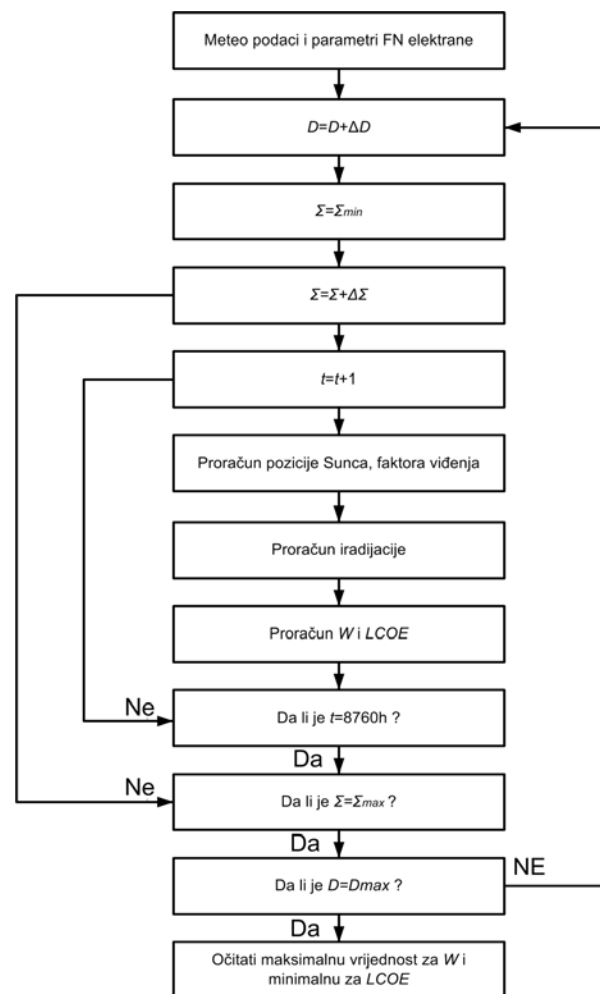 Meteo podaci i parametri FN elektrane
D=D+ΔD
Σ=Σmin
Σ=Σ+ΔΣ
t=t+1
Proračun pozicije Sunca, faktora viđenja
Proračun iradijacije
Proračun W i LCOE
Ne
Da li je t=8760h ?
Da
Ne
Da li je Σ=Σmax ?
Da
Da li je D=Dmax ?
NE
Da
Očitati maksimalnu vrijednost za W i
minimalnu za LCOE